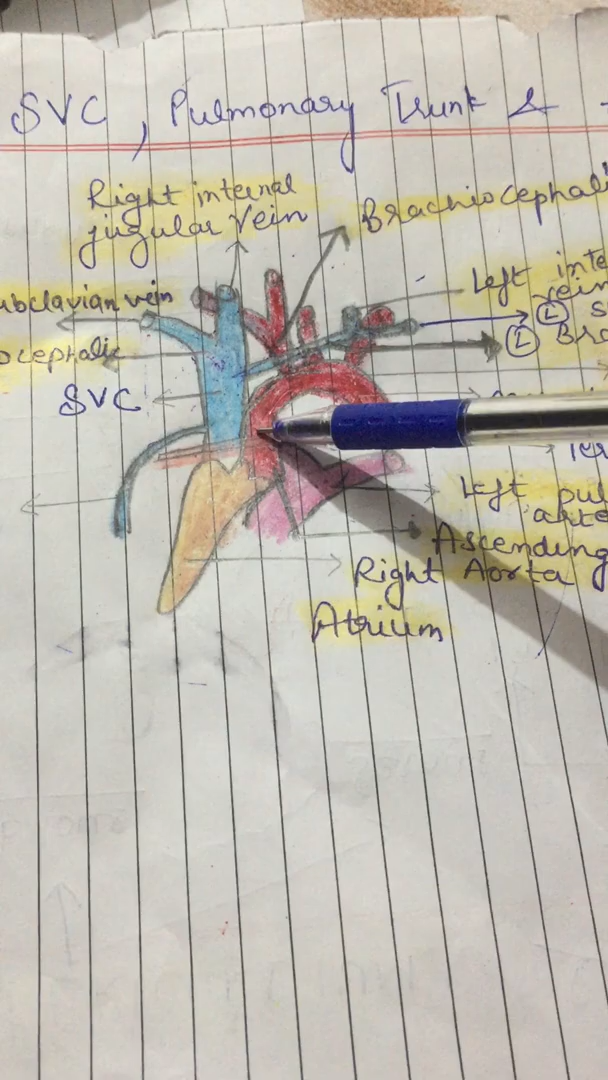 SVC, Pulmonary Trunk &
Right internal
jugular vein
Brachiocephali
ubclavian vein
Left inte
vein
Ⓛ S
ocephalic
Ⓛ Bra
SVC
Left pul
arte
Ascending
Right Aorta
Atrium